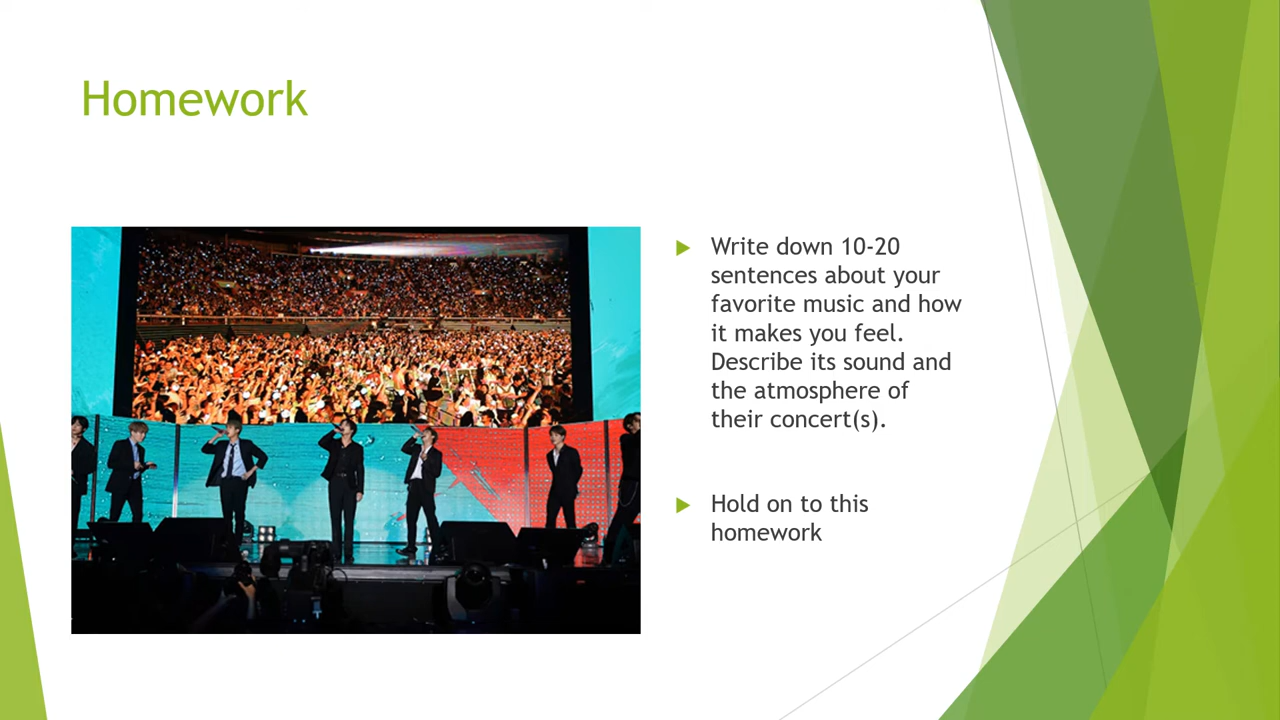 Homework
Write down 10-20
sentences about your
favorite music and how
it makes you feel.
Describe its sound and
the atmosphere of
their concert(s).
Hold on to this
homework